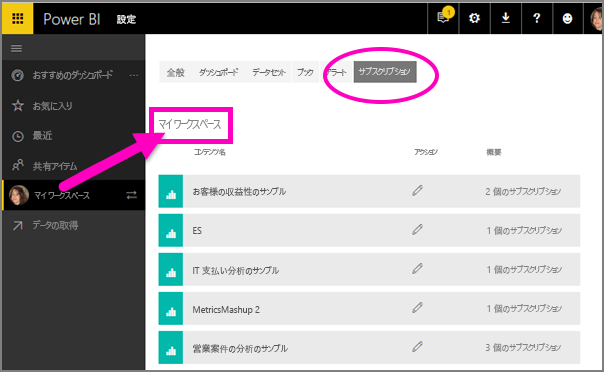 Power BI 設定
1
?
おすすめのダッシュボード ...
お気に入り
最近
共有アイテム
マイ ワークスペース
データの取得
全般 ダッシュボード データセット ブック アラート サブスクリプション
マイ ワークスペース
コンテンツ名 アクション 概要
お客様の収益性のサンプル 2 個のサブスクリプション
ES 1 個のサブスクリプション
IT 支払い分析のサンプル 1 個のサブスクリプション
MetricsMashup 2 1 個のサブスクリプション
営業案件の分析のサンプル 3 個のサブスクリプション